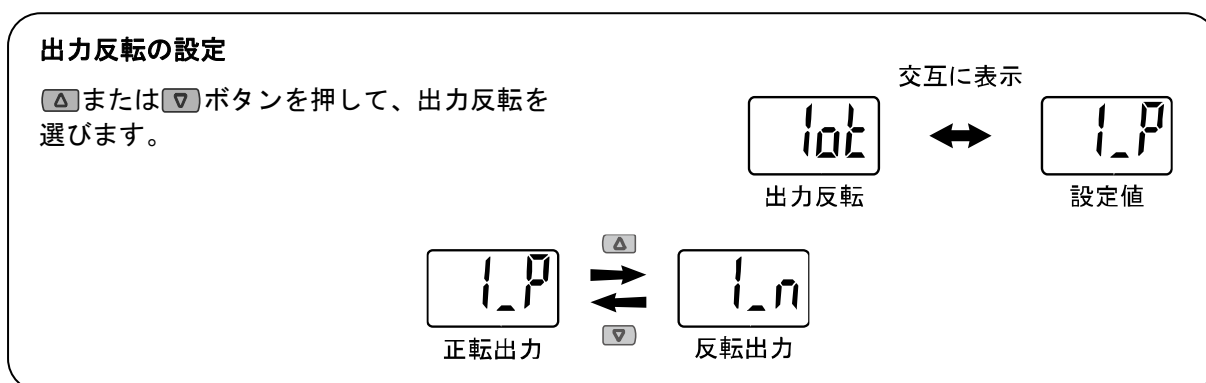 出力反転の設定
△または▽ボタンを押して、出力反転を
選びます。
交互に表示
1ot
1_P
出力反転
設定値
1_P
1_n
正転出力
反転出力